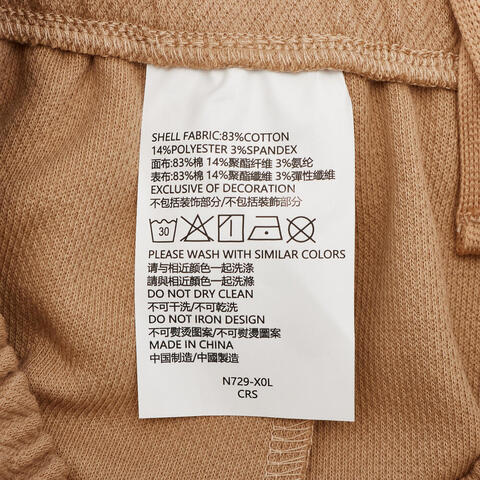 SHELL FABRIC:83%COTTON
14%POLYESTER 3%SPANDEX
面布:83%棉 14%聚酯纤维 3%氨纶
表布:83%棉 14%聚酯纖維 3%彈性纖維
EXCLUSIVE OF DECORATION
不包括装饰部分/不包括裝飾部分
30
PLEASE WASH WITH SIMILAR COLORS
请与相近顔色一起洗涤
請與相近顔色一起洗滌
DO NOT DRY CLEAN
不可干洗/不可乾洗
DO NOT IRON DESIGN
不可熨烫图案/不可熨燙圖案
MADE IN CHINA
中国制造/中國製造
N729-X0L
CRS